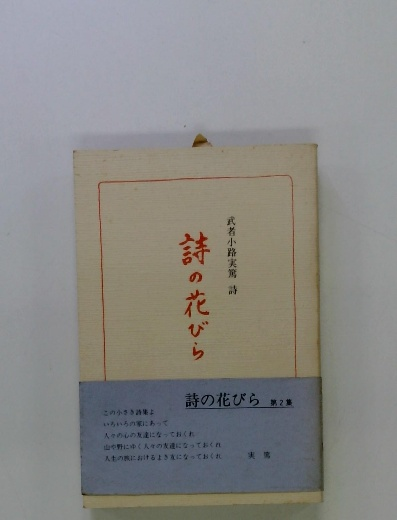 武者小路実篤 詩
詩の花びら
詩の花びら 第2集
この小さき詩集よ
いろいろの家にあって
人々の心の友達になっておくれ
山や野にゆく人々の友達になっておくれ
人生の旅におけるよき友になっておくれ
実篤